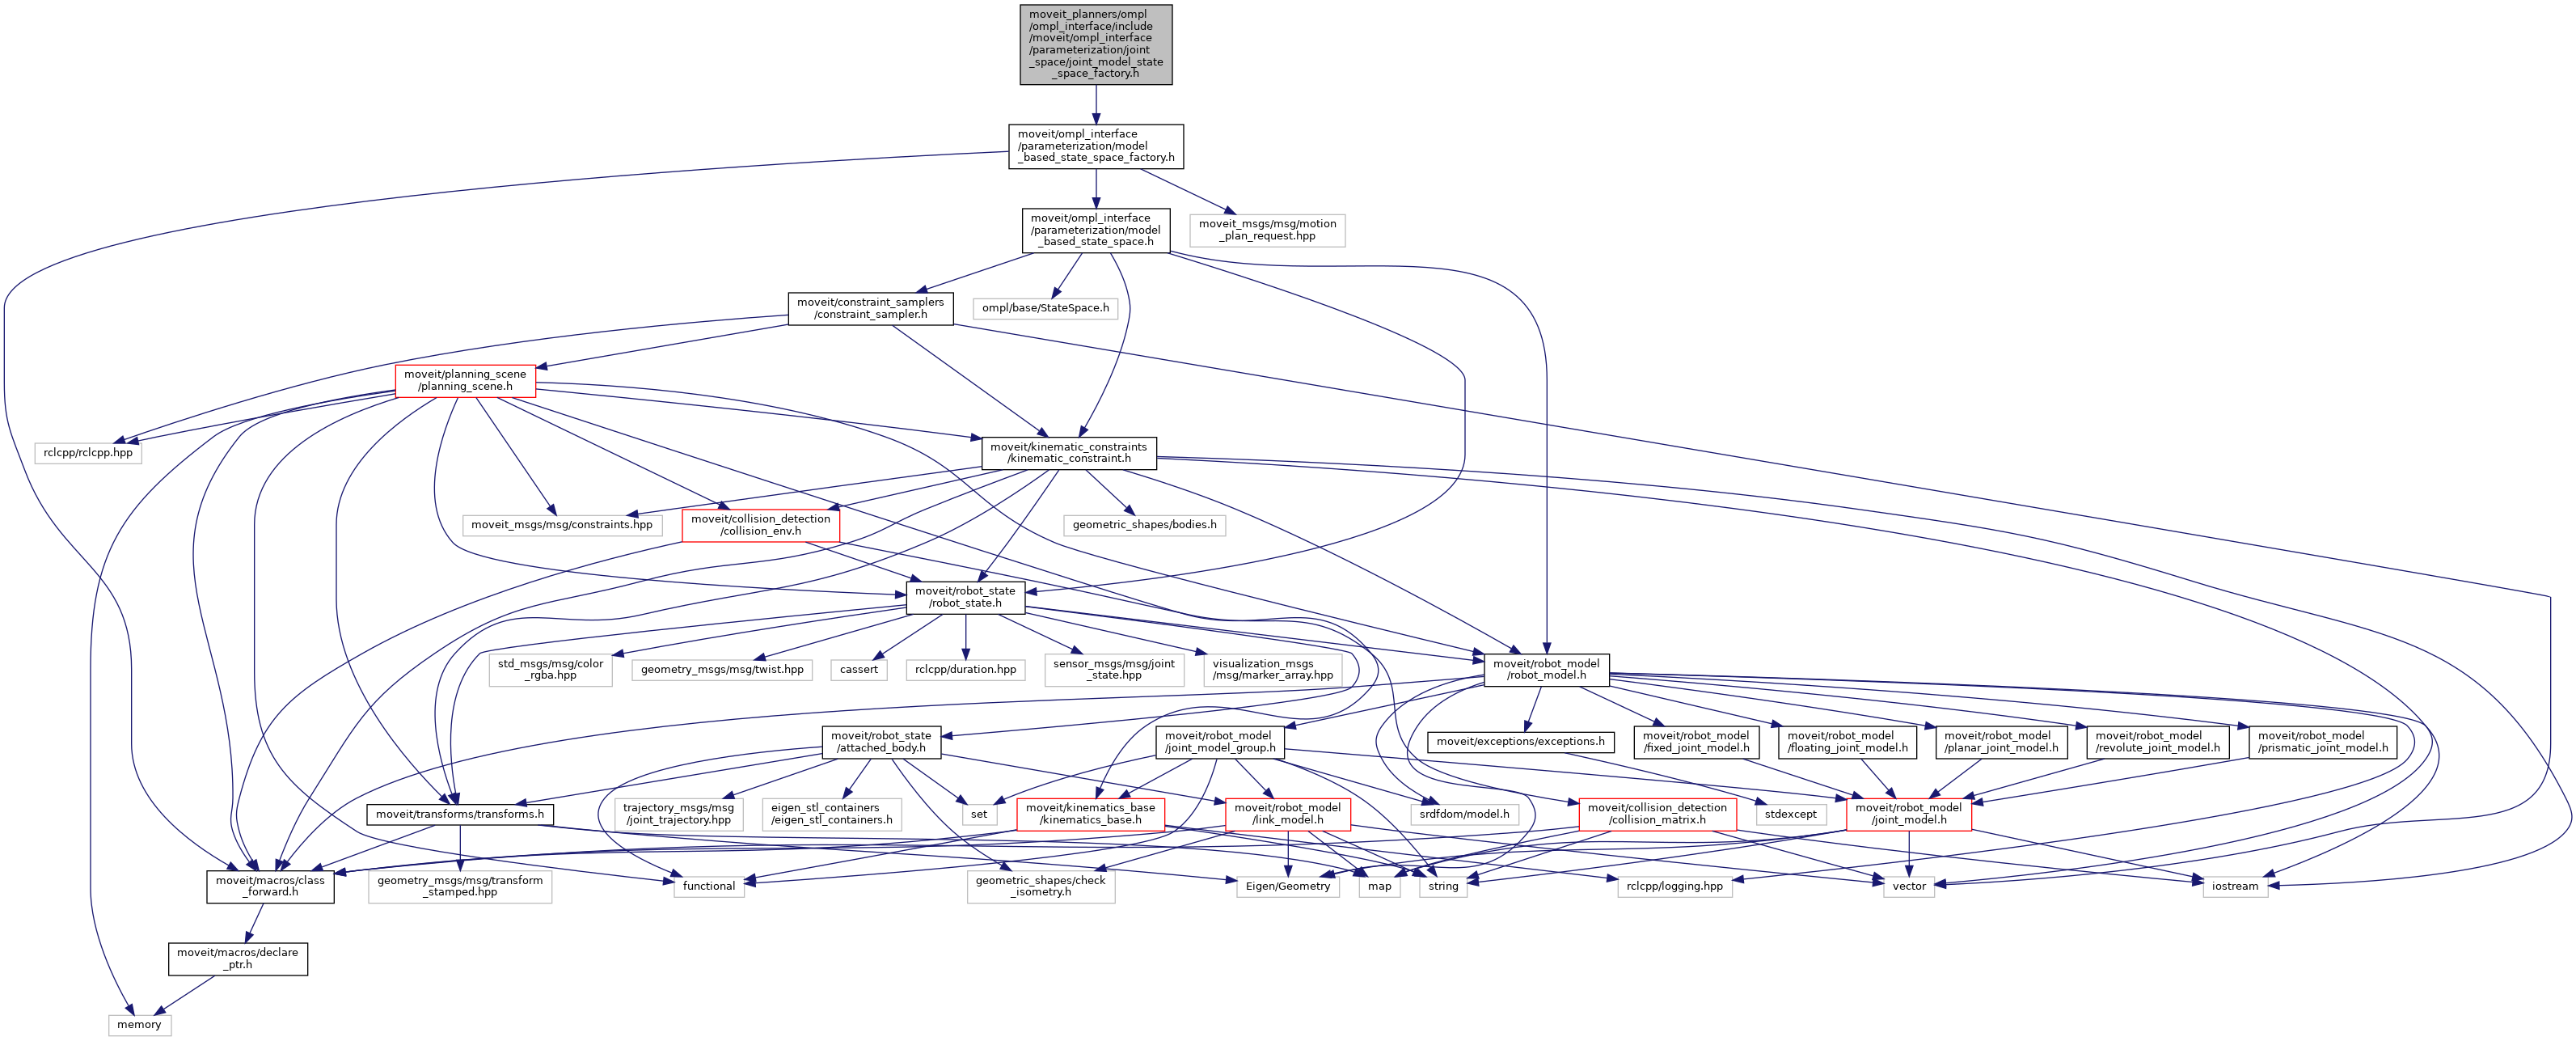 moveit_planners/ompl
/ompl_interface/include
/moveit/ompl_interface
/parameterization/joint
_space/joint_model_state
_space_factory.h
moveit/ompl_interface
/parameterization/model
_based_state_space_factory.h
moveit/ompl_interface
/parameterization/model
_based_state_space.h
moveit_msgs/msg/motion
_plan_request.hpp
moveit/constraint_samplers
/constraint_sampler.h
ompl/base/StateSpace.h
moveit/planning_scene
/planning_scene.h
rclcpp/rclcpp.hpp
moveit/kinematic_constraints
/kinematic_constraint.h
moveit_msgs/msg/constraints.hpp
moveit/collision_detection
/collision_env.h
geometric_shapes/bodies.h
moveit/robot_state
/robot_state.h
std_msgs/msg/color
_rgba.hpp
geometry_msgs/msg/twist.hpp
cassert
rclcpp/duration.hpp
sensor_msgs/msg/joint
_state.hpp
visualization_msgs
/msg/marker_array.hpp
moveit/robot_model
/robot_model.h
moveit/robot_state
/attached_body.h
moveit/robot_model
/joint_model_group.h
moveit/exceptions/exceptions.h
moveit/robot_model
/fixed_joint_model.h
moveit/robot_model
/floating_joint_model.h
moveit/robot_model
/planar_joint_model.h
moveit/robot_model
/revolute_joint_model.h
moveit/robot_model
/prismatic_joint_model.h
moveit/transforms/transforms.h
trajectory_msgs/msg
/joint_trajectory.hpp
eigen_stl_containers
/eigen_stl_containers.h
set
moveit/kinematics_base
/kinematics_base.h
moveit/robot_model
/link_model.h
srdfdom/model.h
moveit/collision_detection
/collision_matrix.h
stdexcept
moveit/robot_model
/joint_model.h
moveit/macros/class
_forward.h
geometry_msgs/msg/transform
_stamped.hpp
functional
geometric_shapes/check
_isometry.h
Eigen/Geometry
map
string
rclcpp/logging.hpp
vector
iostream
moveit/macros/declare
_ptr.h
memory